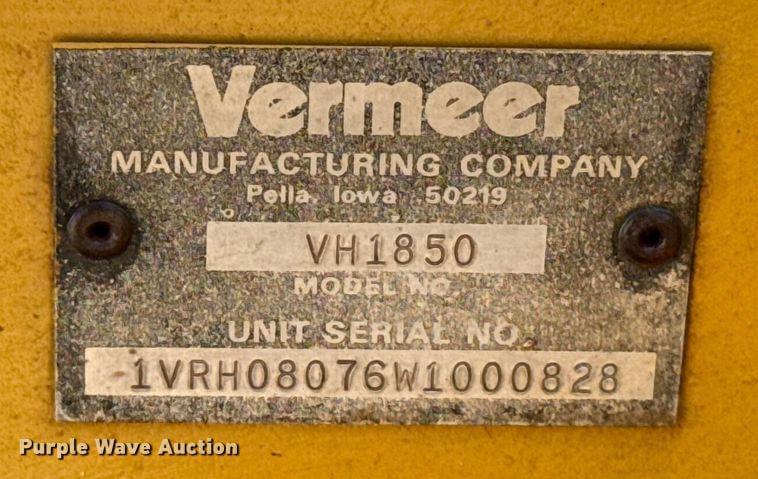 Vermeer
MANUFACTURING COMPANY
Pella, Iowa 50219
VH1850
MODEL NO.
UNIT SERIAL NO.
1VRH08076W1000828
Purple Wave Auction